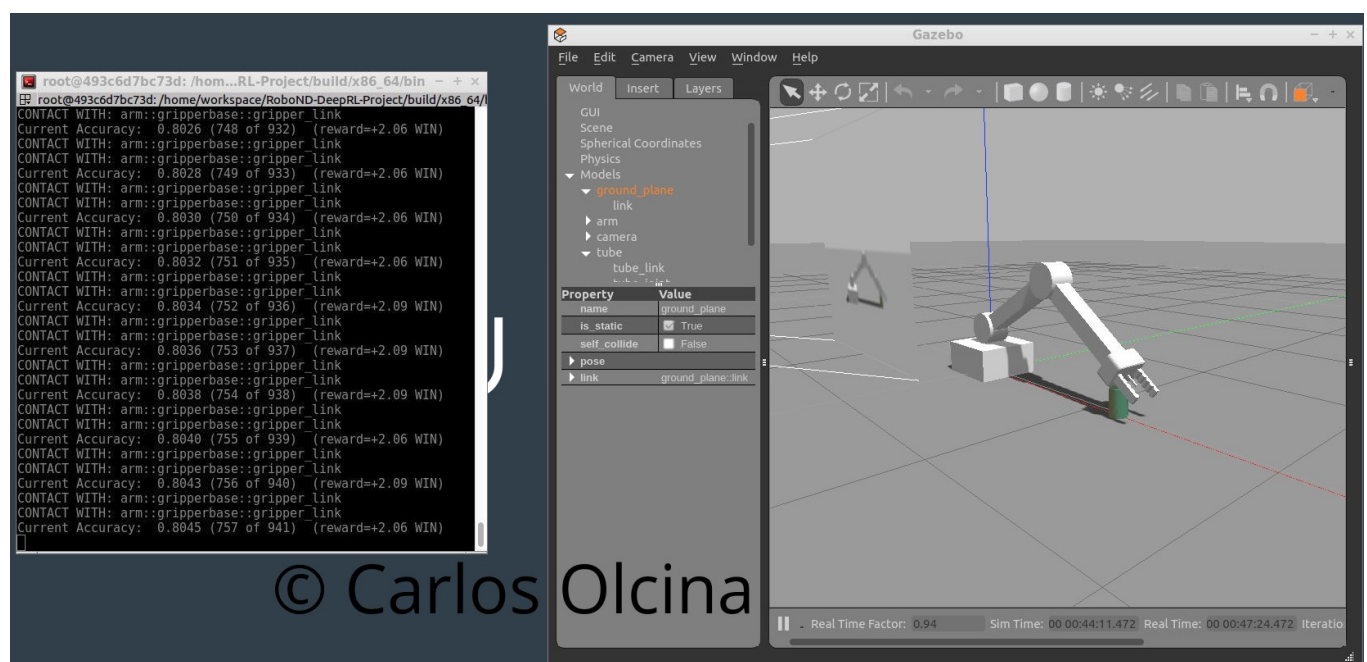 root@493c6d7bc73d: /hom...RL-Project/build/x86_64/bin
root@493c6d7bc73d: /home/workspace/RoboND-DeepRL-Project/build/x86_64/
CONTACT WITH: arm::gripperbase::gripper_link
Current Accuracy: 0.8026 (748 of 932) (reward=+2.06 WIN)
CONTACT WITH: arm::gripperbase::gripper_link
CONTACT WITH: arm::gripperbase::gripper_link
Current Accuracy: 0.8028 (749 of 933) (reward=+2.06 WIN)
CONTACT WITH: arm::gripperbase::gripper_link
CONTACT WITH: arm::gripperbase::gripper_link
Current Accuracy: 0.8030 (750 of 934) (reward=+2.06 WIN)
CONTACT WITH: arm::gripperbase::gripper_link
CONTACT WITH: arm::gripperbase::gripper_link
Current Accuracy: 0.8032 (751 of 935) (reward=+2.06 WIN)
CONTACT WITH: arm::gripperbase::gripper_link
CONTACT WITH: arm::gripperbase::gripper_link
Current Accuracy: 0.8034 (752 of 936) (reward=+2.09 WIN)
CONTACT WITH: arm::gripperbase::gripper_link
CONTACT WITH: arm::gripperbase::gripper_link
Current Accuracy: 0.8036 (753 of 937) (reward=+2.09 WIN)
CONTACT WITH: arm::gripperbase::gripper_link
CONTACT WITH: arm::gripperbase::gripper_link
Current Accuracy: 0.8038 (754 of 938) (reward=+2.09 WIN)
CONTACT WITH: arm::gripperbase::gripper_link
CONTACT WITH: arm::gripperbase::gripper_link
Current Accuracy: 0.8040 (755 of 939) (reward=+2.06 WIN)
CONTACT WITH: arm::gripperbase::gripper_link
CONTACT WITH: arm::gripperbase::gripper_link
Current Accuracy: 0.8043 (756 of 940) (reward=+2.09 WIN)
CONTACT WITH: arm::gripperbase::gripper_link
CONTACT WITH: arm::gripperbase::gripper_link
Current Accuracy: 0.8045 (757 of 941) (reward=+2.06 WIN)
Gazebo
File Edit Camera View Window Help
World Insert Layers
GUI
Scene
Spherical Coordinates
Physics
Models
ground_plane
link
arm
camera
tube
tube_link
Property Value
name ground_plane
is_static True
self_collide False
pose
link ground_plane::link
Real Time Factor: 0.94 Sim Time: 00 00:44:11.472 Real Time: 00 00:47:24.472 Iteratio
© Carlos Olcina